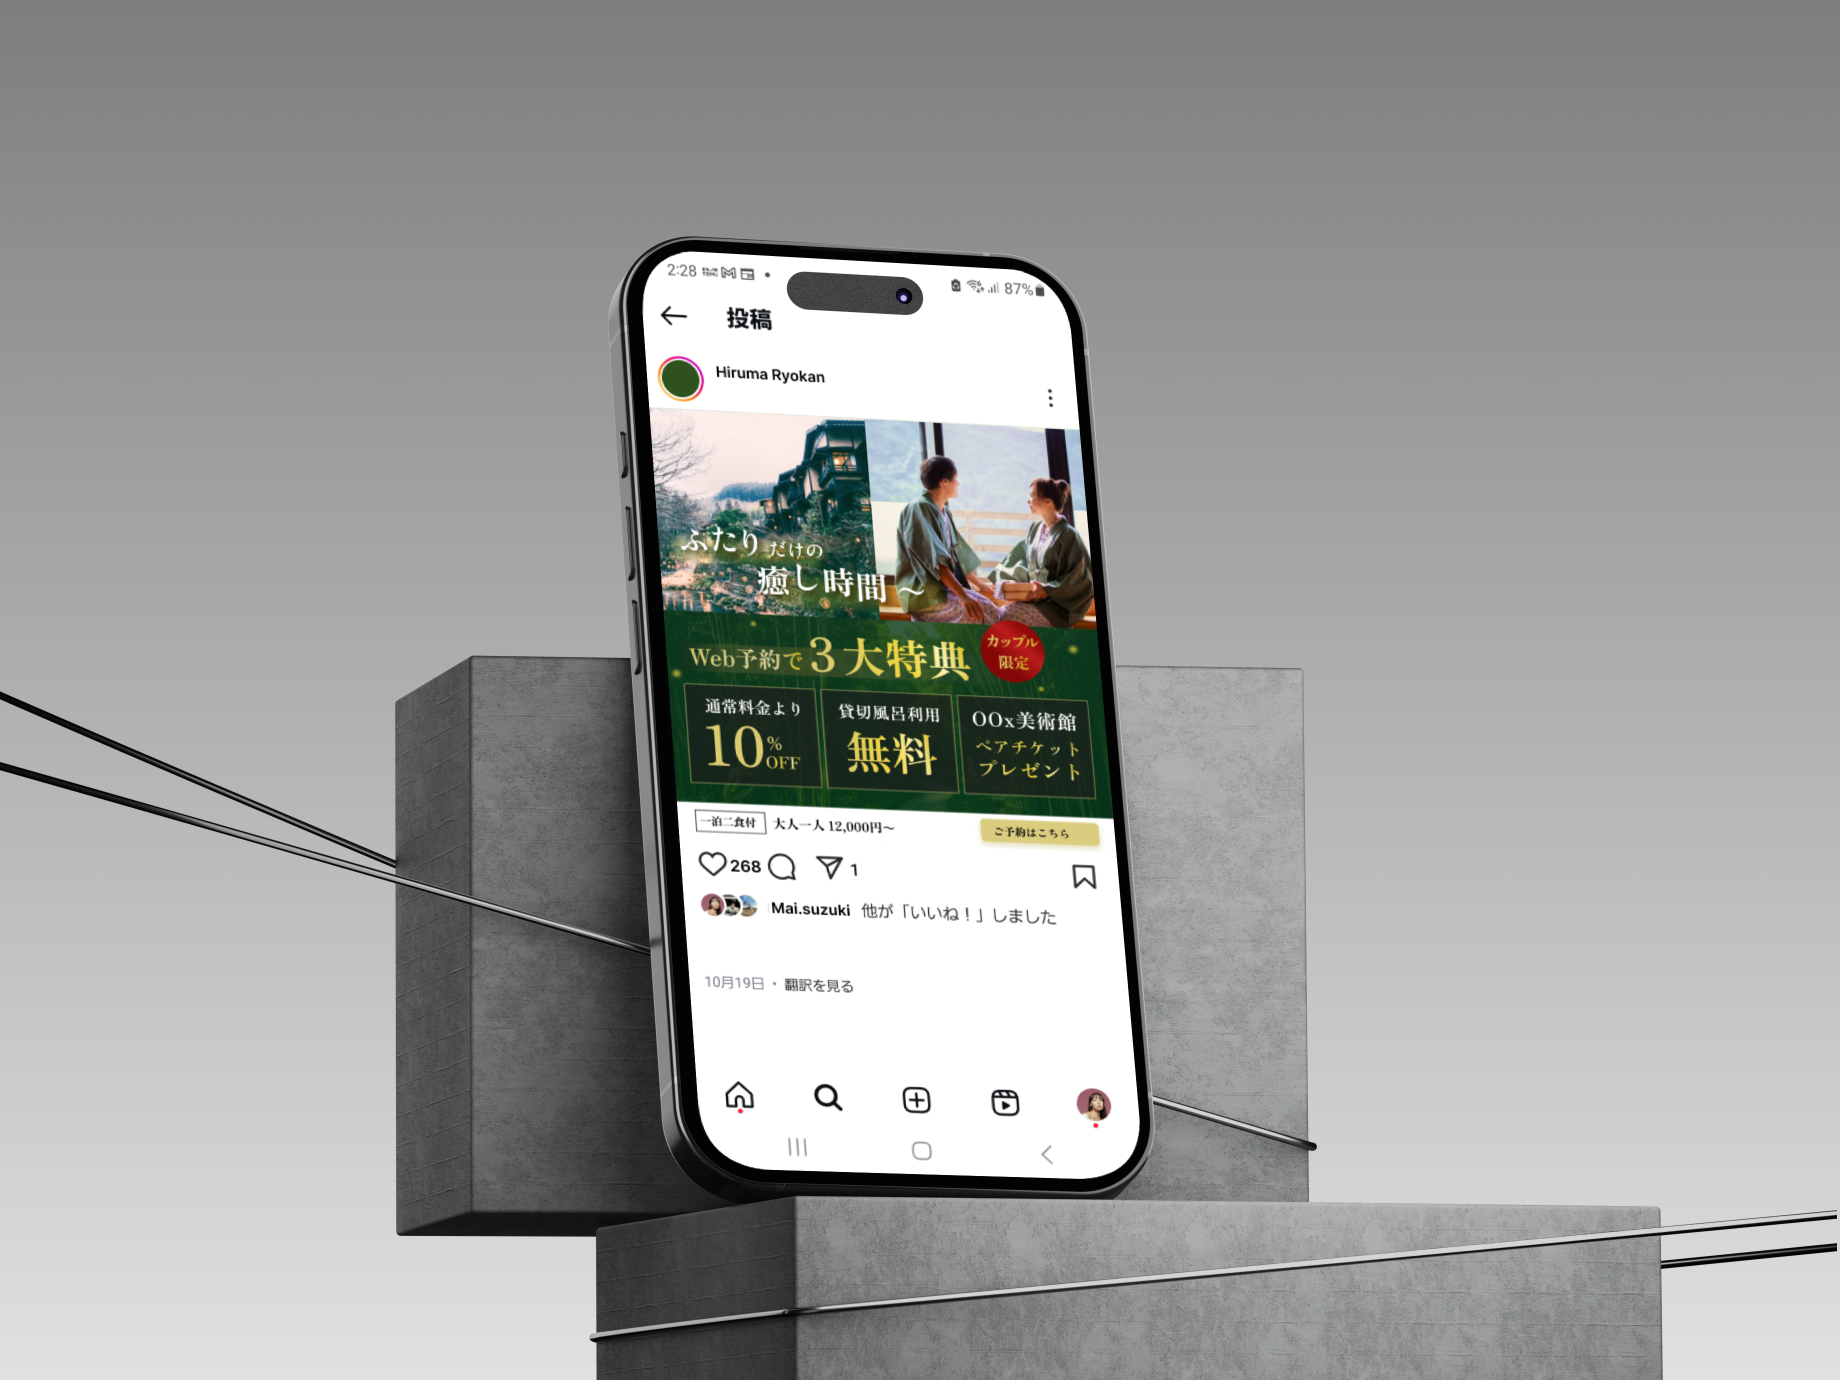 2:28
87%
投稿
Hiruma Ryokan
ふたりだけの
癒し時間～
Web予約で3大特典
カップル
限定
通常料金より
10%
OFF
貸切風呂利用
無料
OOx美術館
ペアチケット
プレゼント
一泊二食付 大人一人 12,000円～
ご予約はこちら
268 1
Mai.suzuki 他が「いいね！」しました
10月19日・翻訳を見る